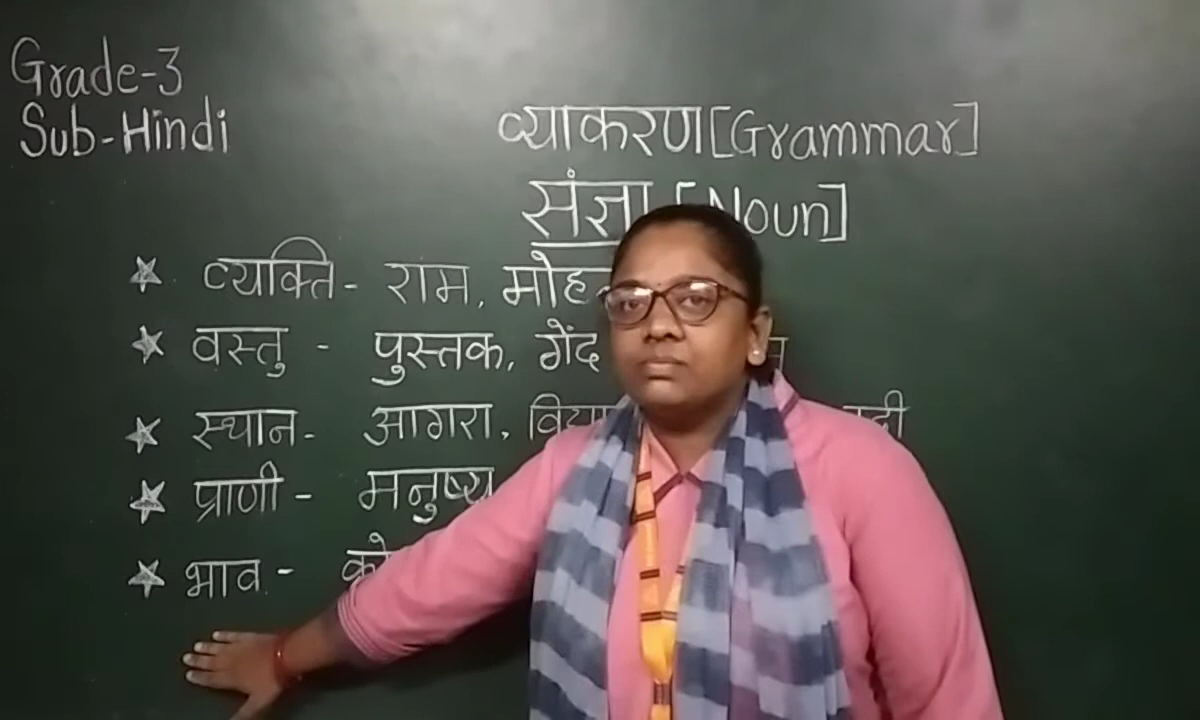 Grade-3
Sub-Hindi
व्याकरण [Grammar]
संज्ञा [Noun]
व्यक्ति - राम,
वस्तु - पुस्तक, गेंद
स्थान - आगरा,
प्राणी - मनुष्य
भाव -